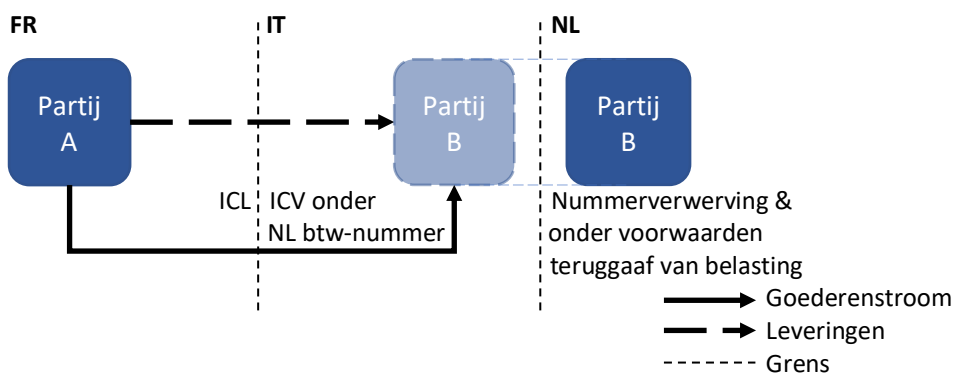 FR
IT
NL
Partij
A
Partij
B
Partij
B
ICL
ICV onder
NL btw-nummer
Nummerverwerving &
onder voorwaarden
teruggaaf van belasting
Goederenstroom
Leveringen
Grens